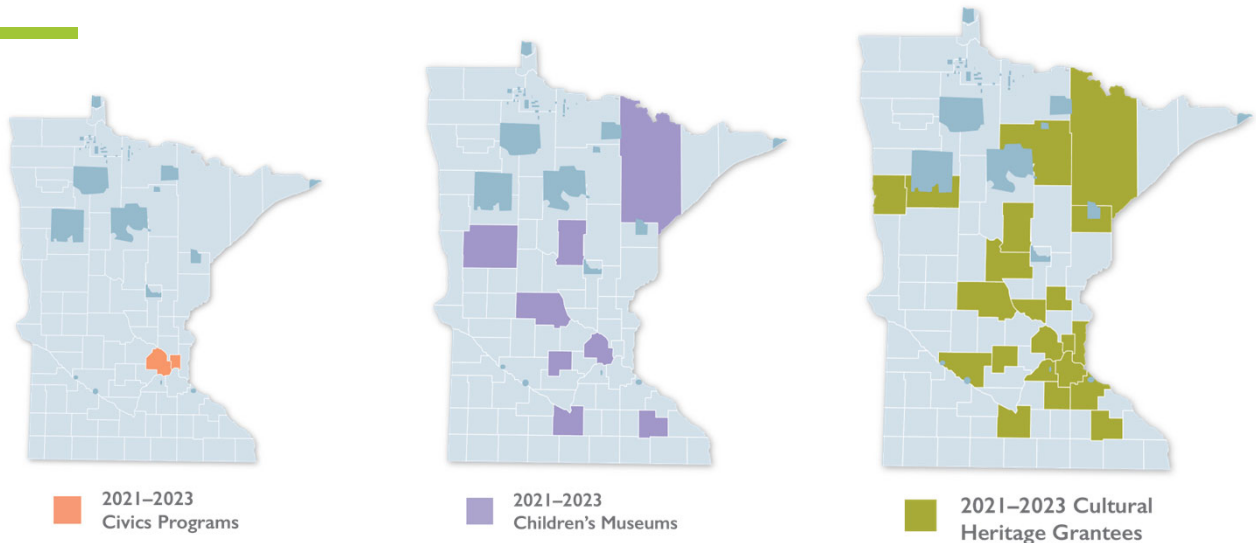 2021–2023
Civics Programs
2021–2023
Children's Museums
2021–2023 Cultural
Heritage Grantees